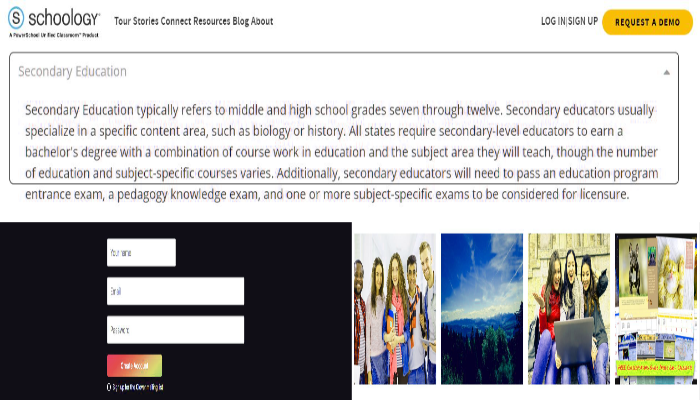 schoology
A PowerSchool Unified Classroom Product
Tour Stories Connect Resources Blog About
LOG IN|SIGN UP
REQUEST A DEMO
Secondary Education
Secondary Education typically refers to middle and high school grades seven through twelve. Secondary educators usually
specialize in a specific content area, such as biology or history. All states require secondary-level educators to earn a
bachelor's degree with a combination of course work in education and the subject area they will teach, though the number
of education and subject-specific courses varies. Additionally, secondary educators will need to pass an education program
entrance exam, a pedagogy knowledge exam, and one or more subject-specific exams to be considered for licensure.
Your name
Email
Password
Create Account
Sign up for the